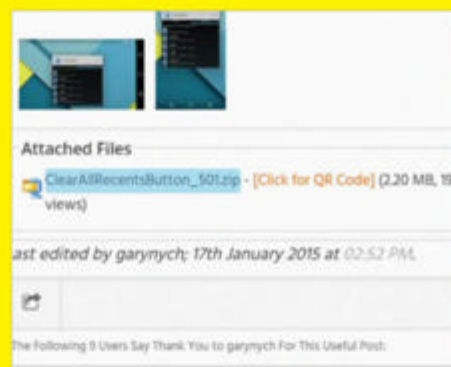 Attached Files
ClearAllRecentsButton_501.zip - [Click for QR Code] (2.20 MB, 19
views)
ast edited by garynych; 17th January 2015 at 02:52 PM.
The Following 9 Users Say Thank You to garynych For This Useful Post: